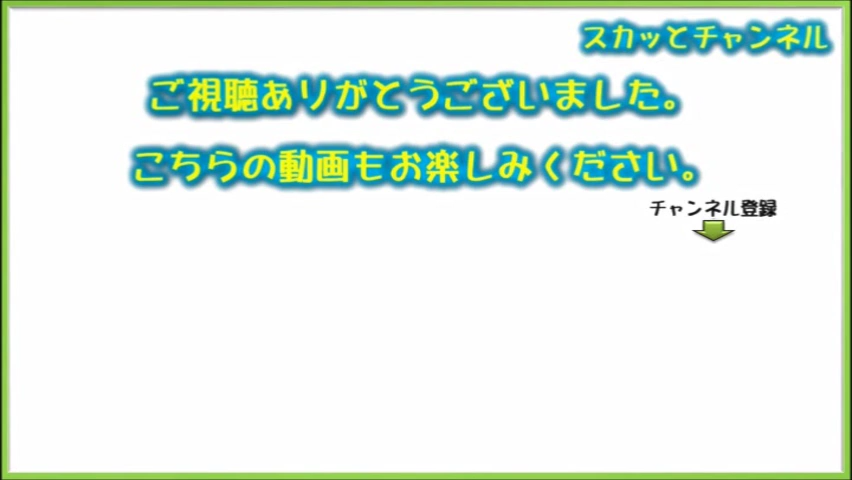 スカッとチャンネル
ご視聴ありがとうございました。
こちらの動画もお楽しみください。
チャンネル登録